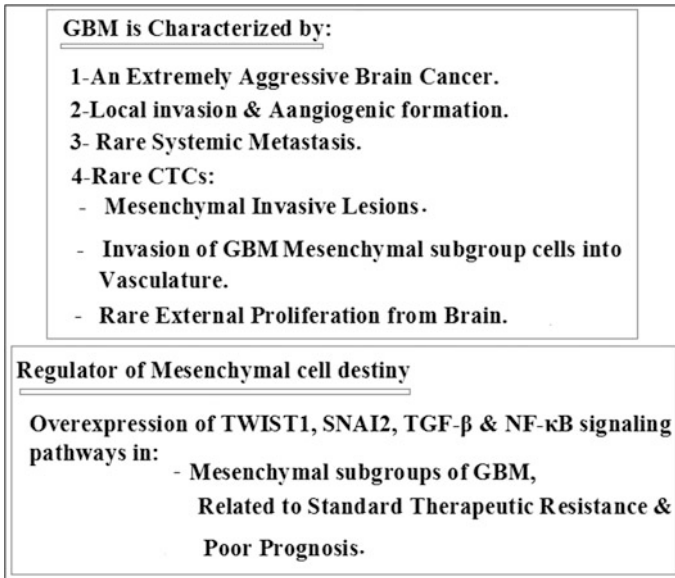 GBM is Characterized by:
1-An Extremely Aggressive Brain Cancer.
2-Local invasion & Aangiogenic formation.
3- Rare Systemic Metastasis.
4-Rare CTCs:
- Mesenchymal Invasive Lesions.
- Invasion of GBM Mesenchymal subgroup cells into
Vasculature.
- Rare External Proliferation from Brain.
Regulator of Mesenchymal cell destiny
Overexpression of TWIST1, SNAI2, TGF-β & NF-κB signaling
pathways in:
- Mesenchymal subgroups of GBM,
Related to Standard Therapeutic Resistance &
Poor Prognosis.